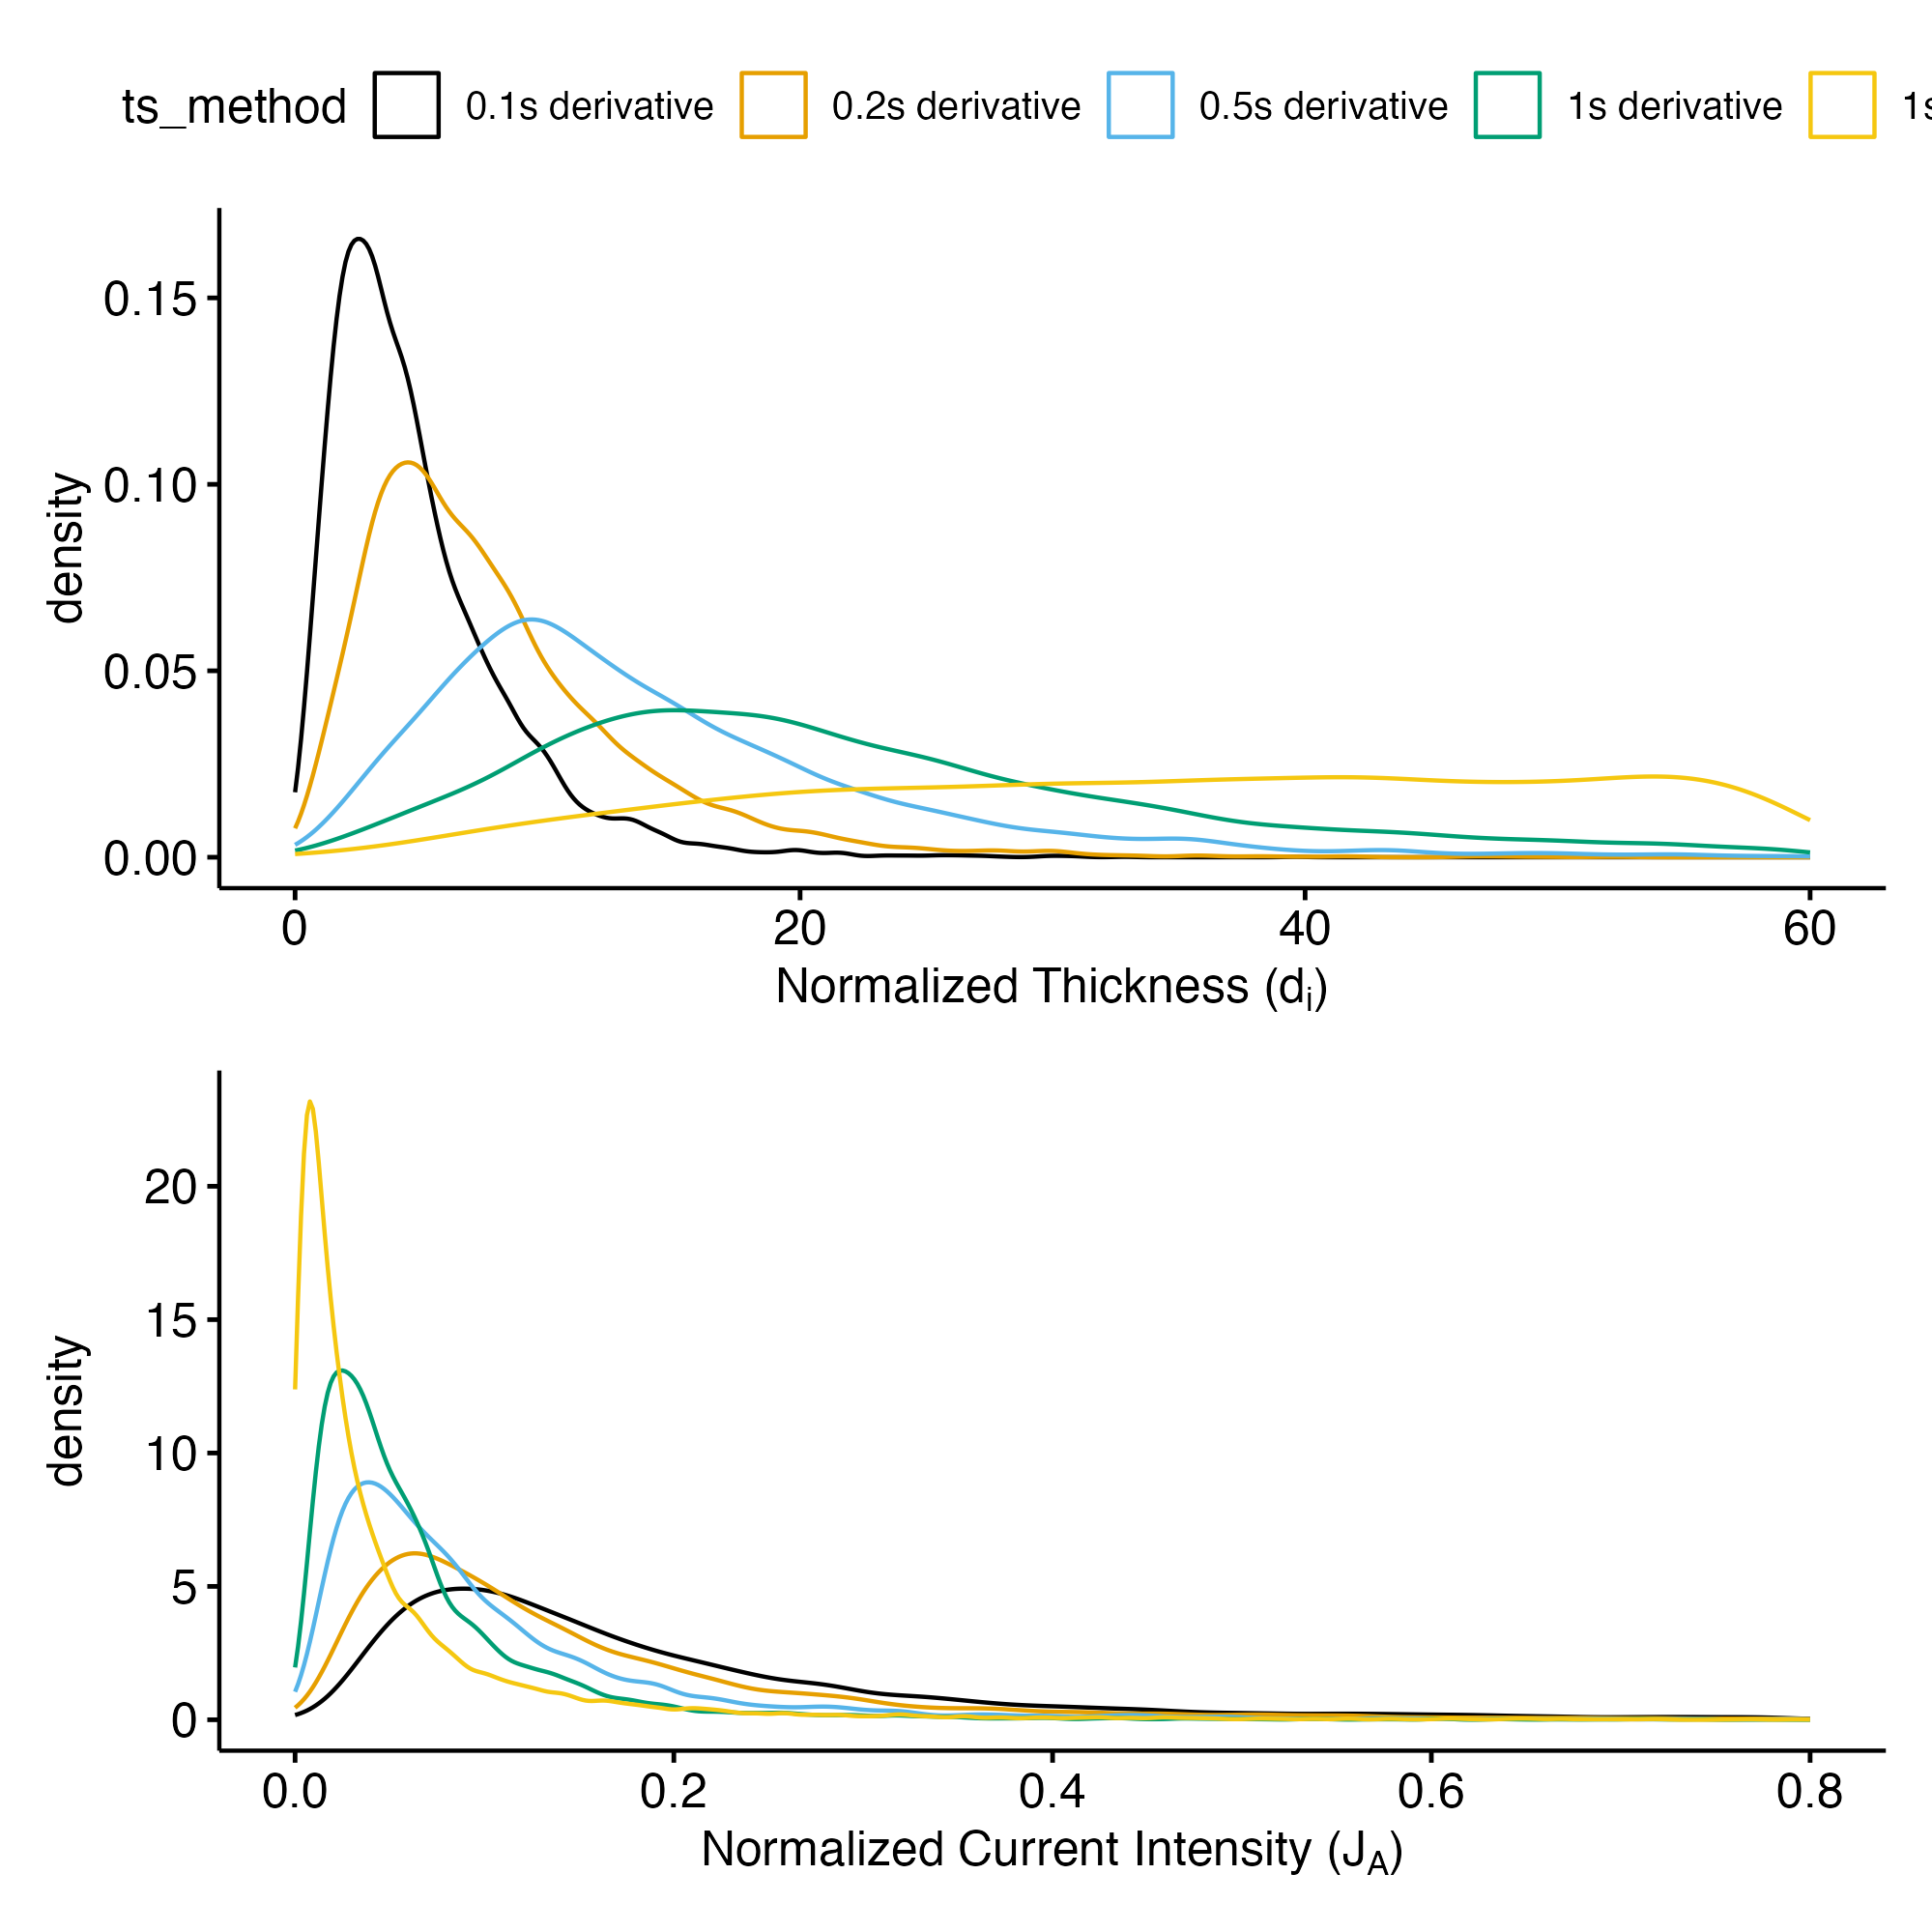 ts_method 0.1s derivative 0.2s derivative 0.5s derivative 1s derivative 1s
density
0.15
0.10
0.05
0.00
0 20 40 60
Normalized Thickness (dᵢ)
density
20
15
10
5
0
0.0 0.2 0.4 0.6 0.8
Normalized Current Intensity (J_A)